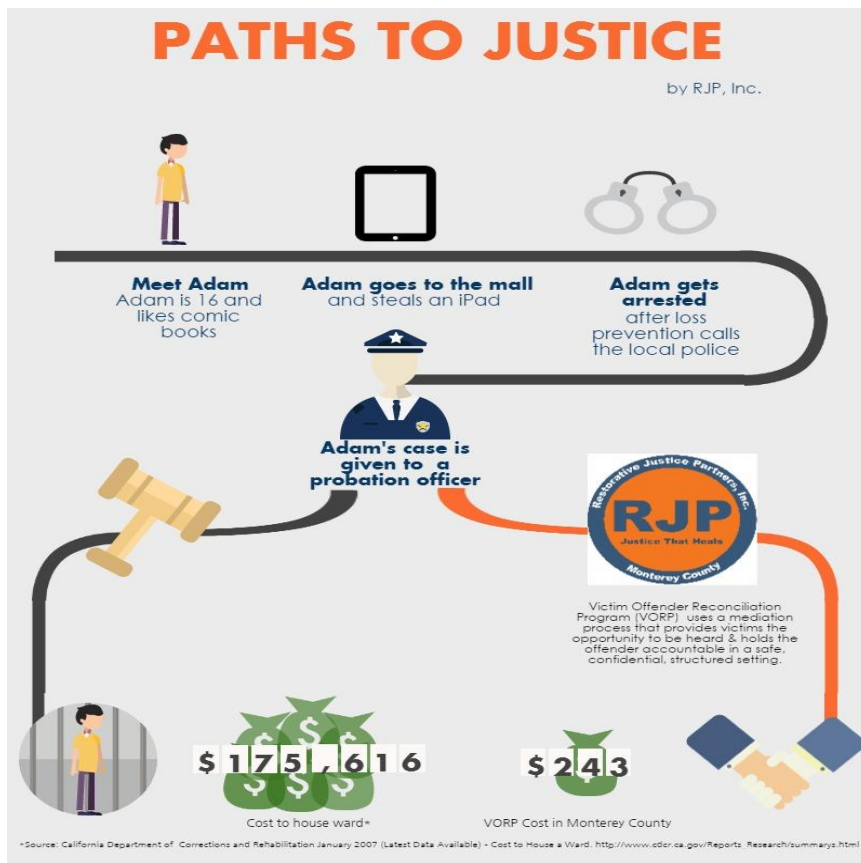 PATHS TO JUSTICE
by RJP, Inc.
Meet Adam
Adam is 16 and
likes comic
books
Adam goes to the mall
and steals an iPad
Adam gets
arrested
after loss
prevention calls
the local police
Adam's case is
given to a
probation officer
Restorative Justice Partners, Inc.
RJP
Justice That Heals
Monterey County
Victim Offender Reconciliation
Program (VORP) uses a mediation
process that provides victims the
opportunity to be heard & holds the
offender accountable in a safe,
confidential, structured setting.
$175,616
Cost to house ward*
$243
VORP Cost in Monterey County
*Source: California Department of Corrections and Rehabilitation January 2007 (Latest Data Available) - Cost to House a Ward. http://www.cdcr.ca.gov/Reports_Research/summarys.html